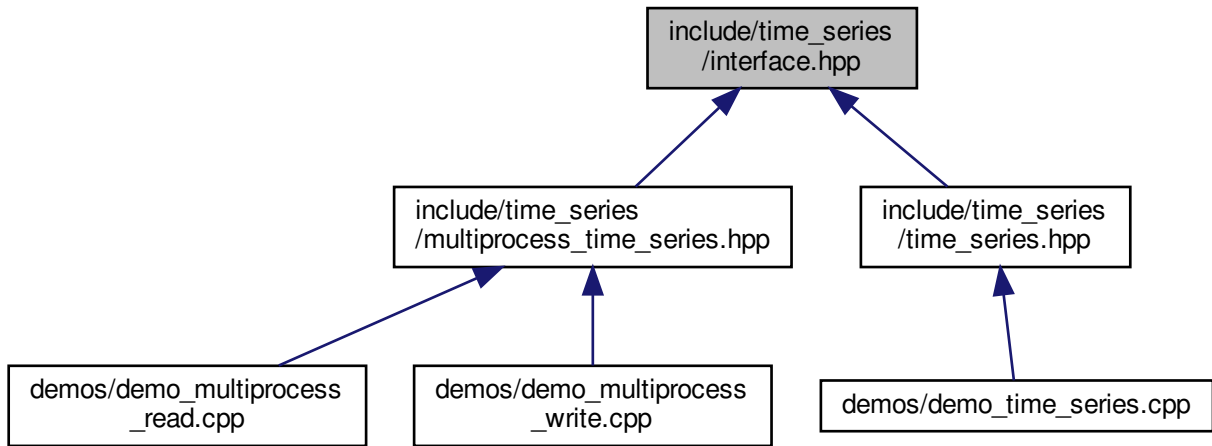 include/time_series
/interface.hpp
include/time_series
/multiprocess_time_series.hpp
include/time_series
/time_series.hpp
demos/demo_multiprocess
_read.cpp
demos/demo_multiprocess
_write.cpp
demos/demo_time_series.cpp